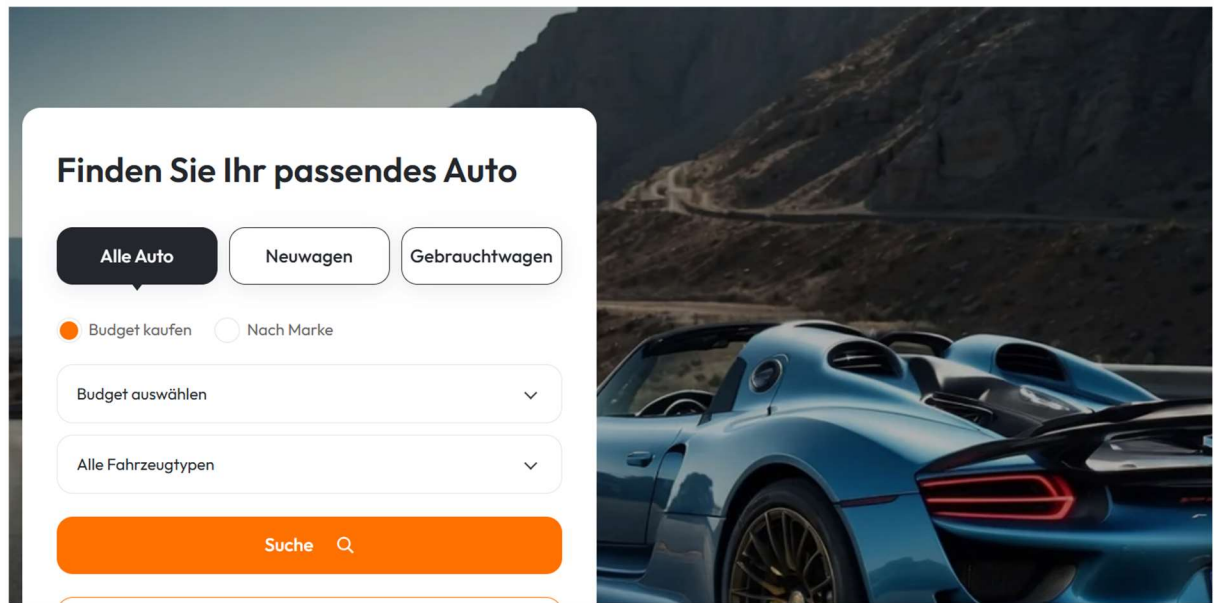 Finden Sie Ihr passendes Auto
Alle Auto
Neuwagen
Gebrauchtwagen
Budget kaufen
Nach Marke
Budget auswählen
Alle Fahrzeugtypen
Suche